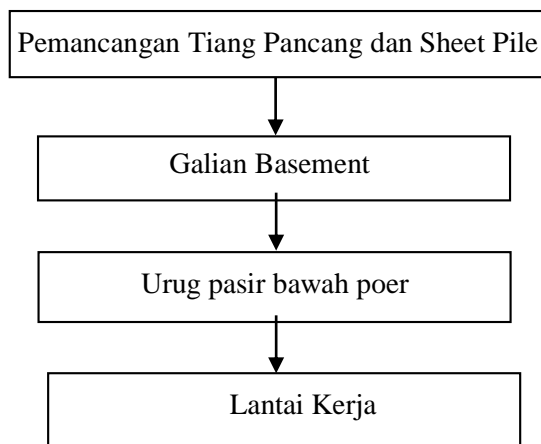 Pemancangan Tiang Pancang dan Sheet Pile
Galian Basement
Urug pasir bawah poer
Lantai Kerja